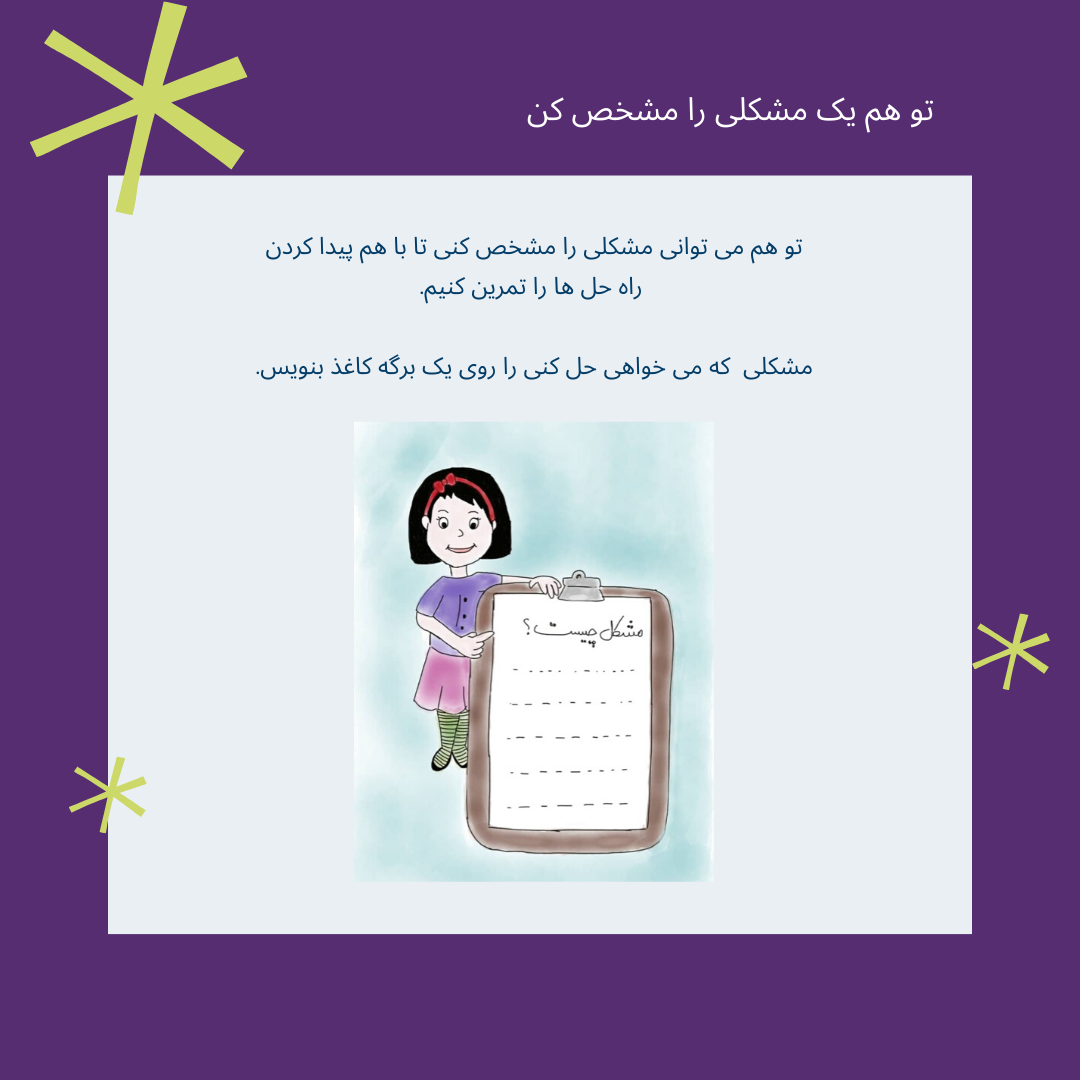 تو هم یک مشکلی را مشخص کن
تو هم می توانی مشکلی را مشخص کنی تا با هم پیدا کردن
راه حل ها را تمرین کنیم.
مشکلی که می خواهی حل کنی را روی یک برگه کاغذ بنویس.
مشکل چیست؟